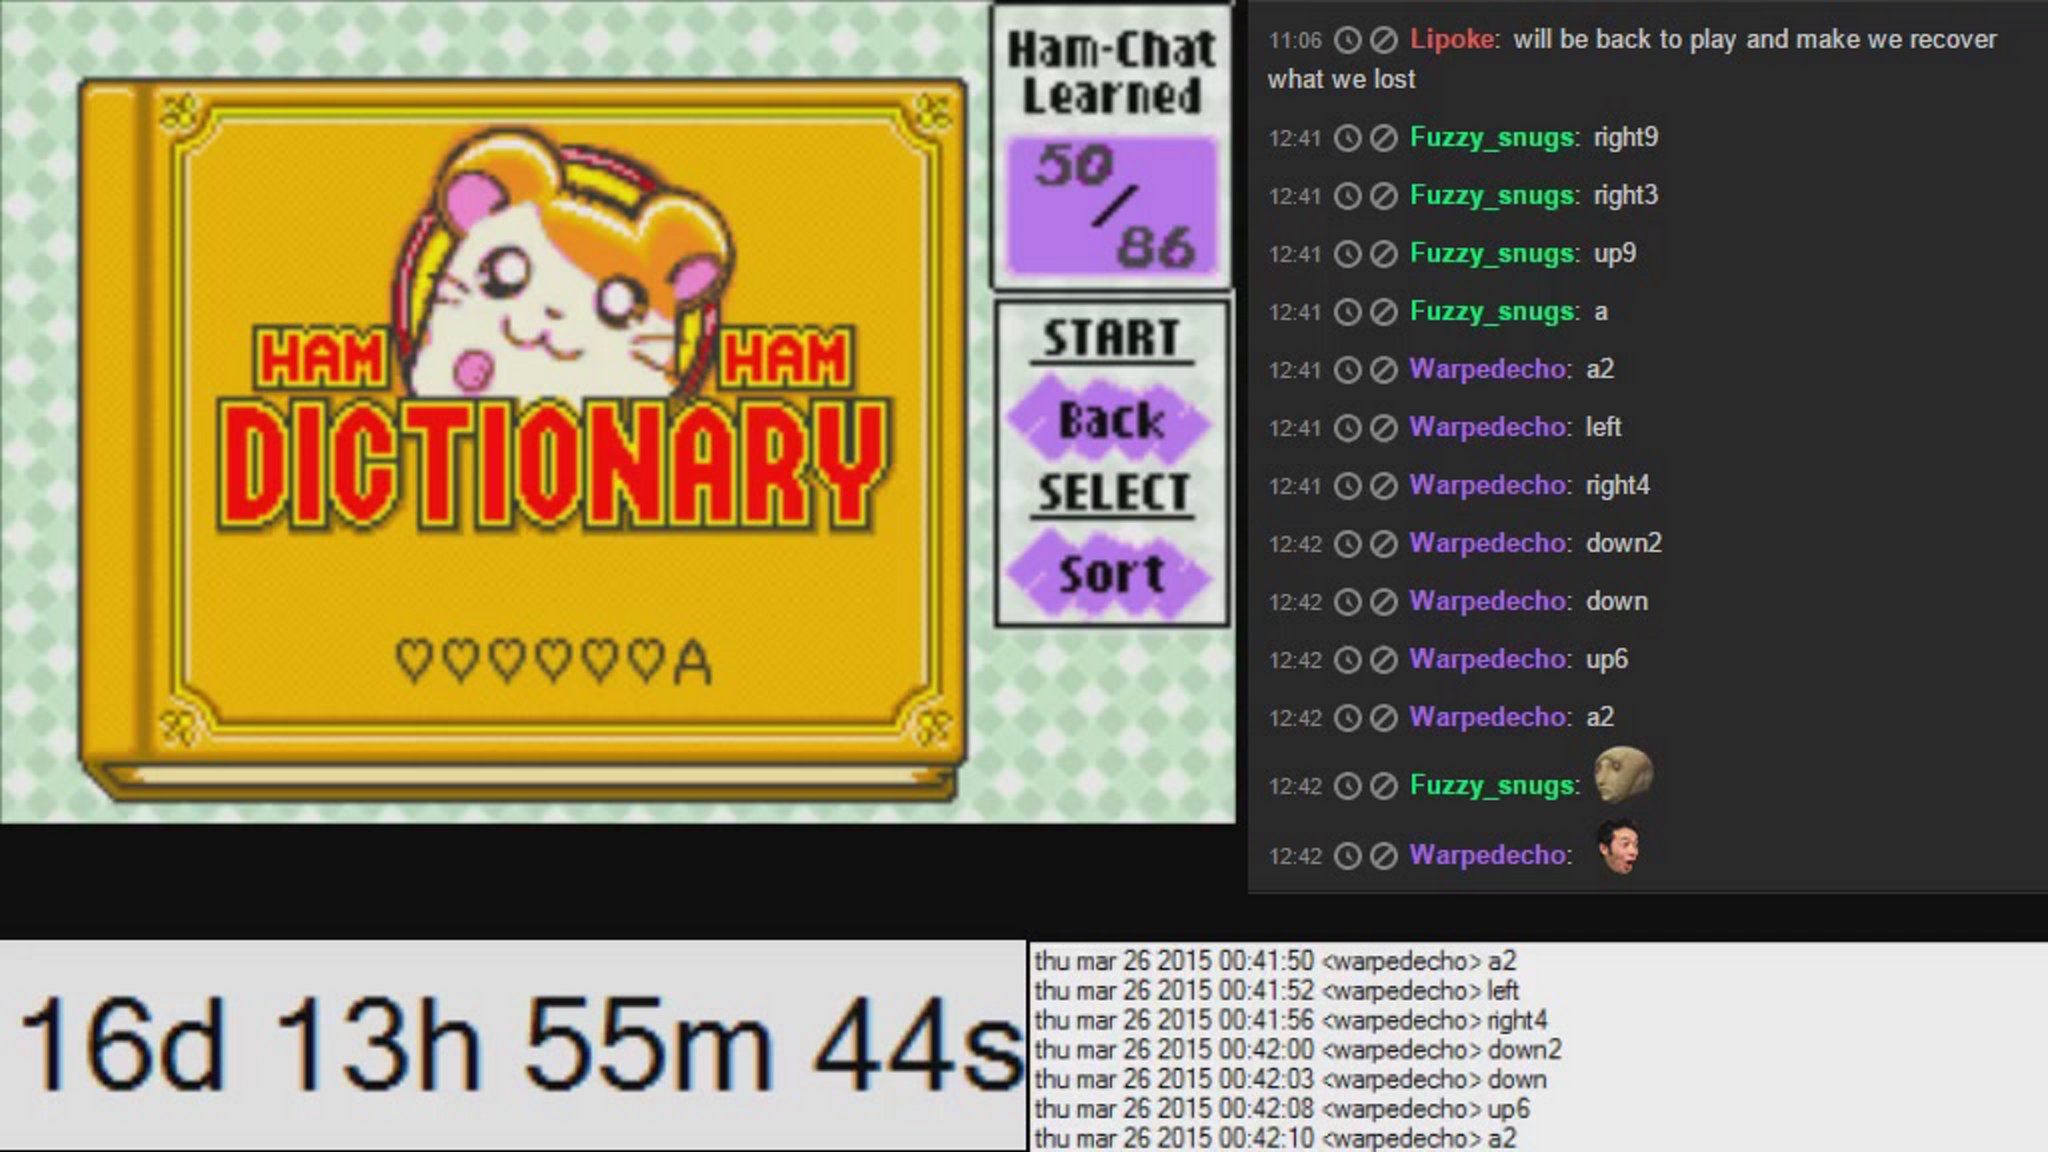 Ham-Chat
Learned
50
/
86
START
Back
SELECT
Sort
HAM HAM
DICTIONARY
♡♡♡♡♡♡A
11:06 Lipoke: will be back to play and make we recover
what we lost
12:41 Fuzzy_snugs: right9
12:41 Fuzzy_snugs: right3
12:41 Fuzzy_snugs: up9
12:41 Fuzzy_snugs: a
12:41 Warpedecho: a2
12:41 Warpedecho: left
12:41 Warpedecho: right4
12:42 Warpedecho: down2
12:42 Warpedecho: down
12:42 Warpedecho: up6
12:42 Warpedecho: a2
12:42 Fuzzy_snugs:
12:42 Warpedecho:
16d 13h 55m 44s
thu mar 26 2015 00:41:50 <warpedecho> a2
thu mar 26 2015 00:41:52 <warpedecho> left
thu mar 26 2015 00:41:56 <warpedecho> right4
thu mar 26 2015 00:42:00 <warpedecho> down2
thu mar 26 2015 00:42:03 <warpedecho> down
thu mar 26 2015 00:42:08 <warpedecho> up6
thu mar 26 2015 00:42:10 <warpedecho> a2